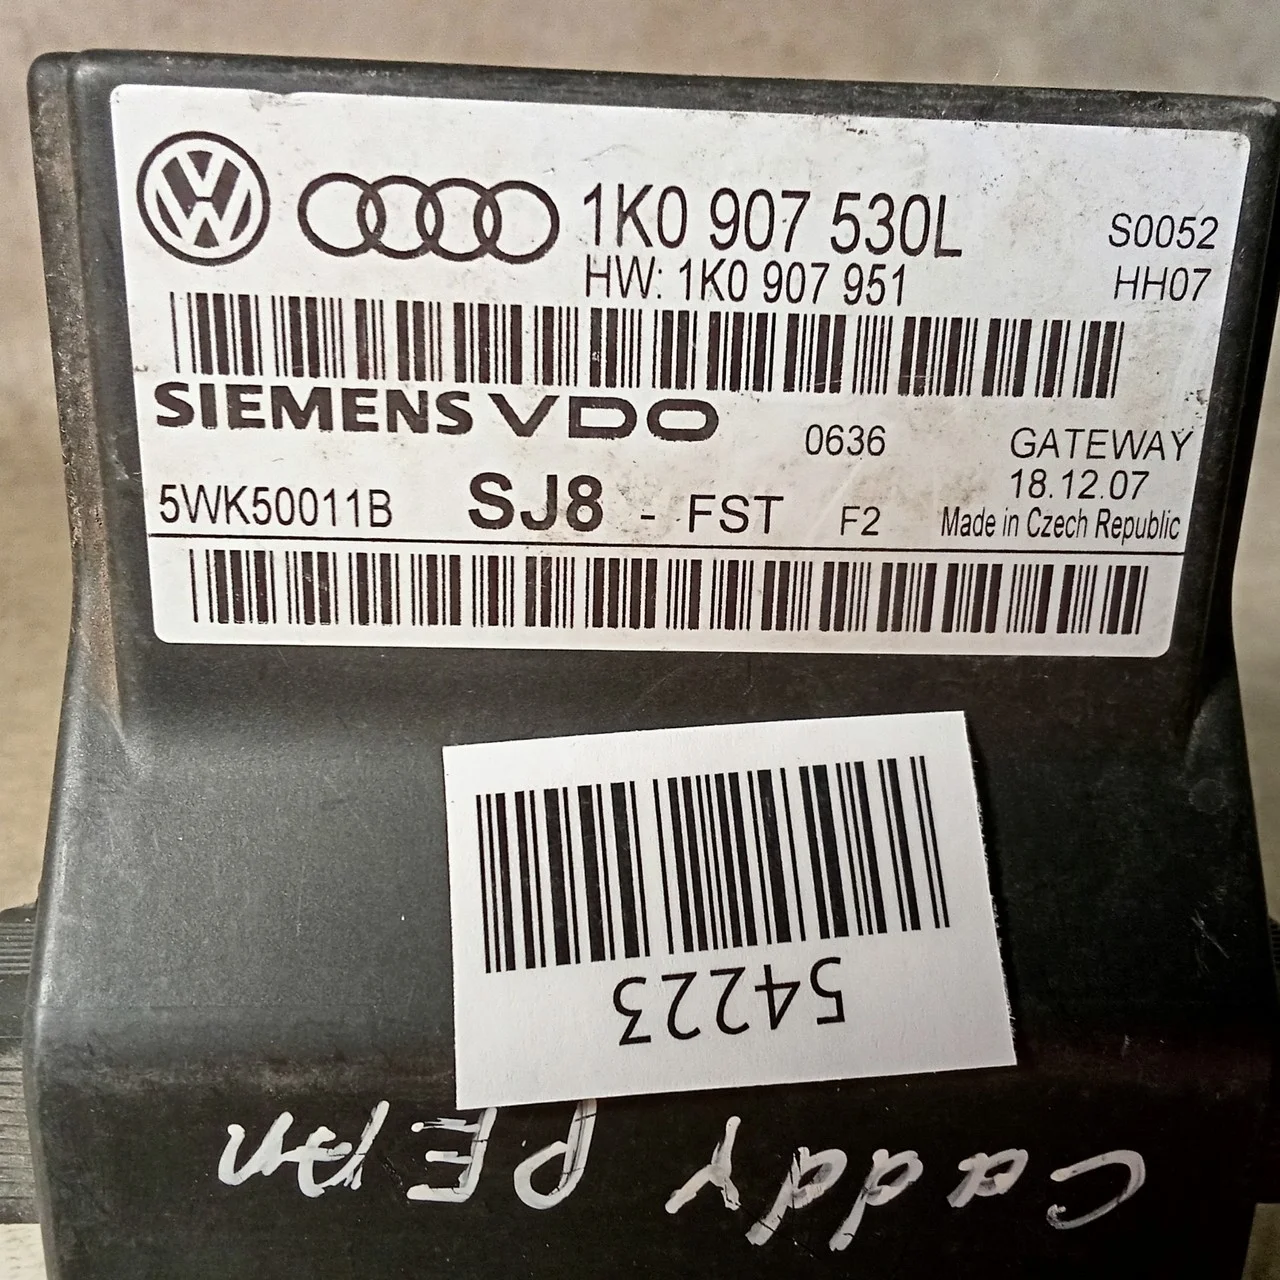 1K0 907 530L
S0052
HW: 1K0 907 951
HH07
SIEMENS VDO
0636
GATEWAY
18.12.07
5WK50011B
SJ8 - FST
F2
Made in Czech Republic
54223
Caddy